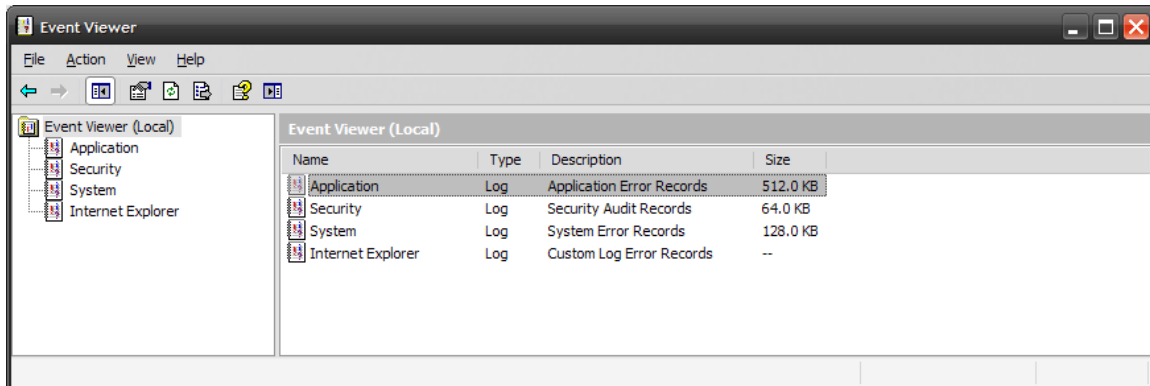 Event Viewer
File Action View Help
Event Viewer (Local)
Application
Security
System
Internet Explorer
Event Viewer (Local)
Name Type Description Size
Application Log Application Error Records 512.0 KB
Security Log Security Audit Records 64.0 KB
System Log System Error Records 128.0 KB
Internet Explorer Log Custom Log Error Records --